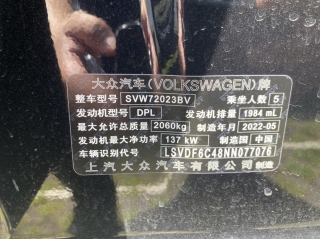 大众汽车(VOLKSWAGEN)牌
整车型号 SVW72023BV 乘坐人数 5
发动机型号 DPL 发动机排量 1984 mL
最大允许总质量 2060kg 制造年月 2022-05
发动机最大净功率 137 kW 制造国 中国
车辆识别代号 LSVDF6C48NN077076
上汽大众汽车有限公司制造